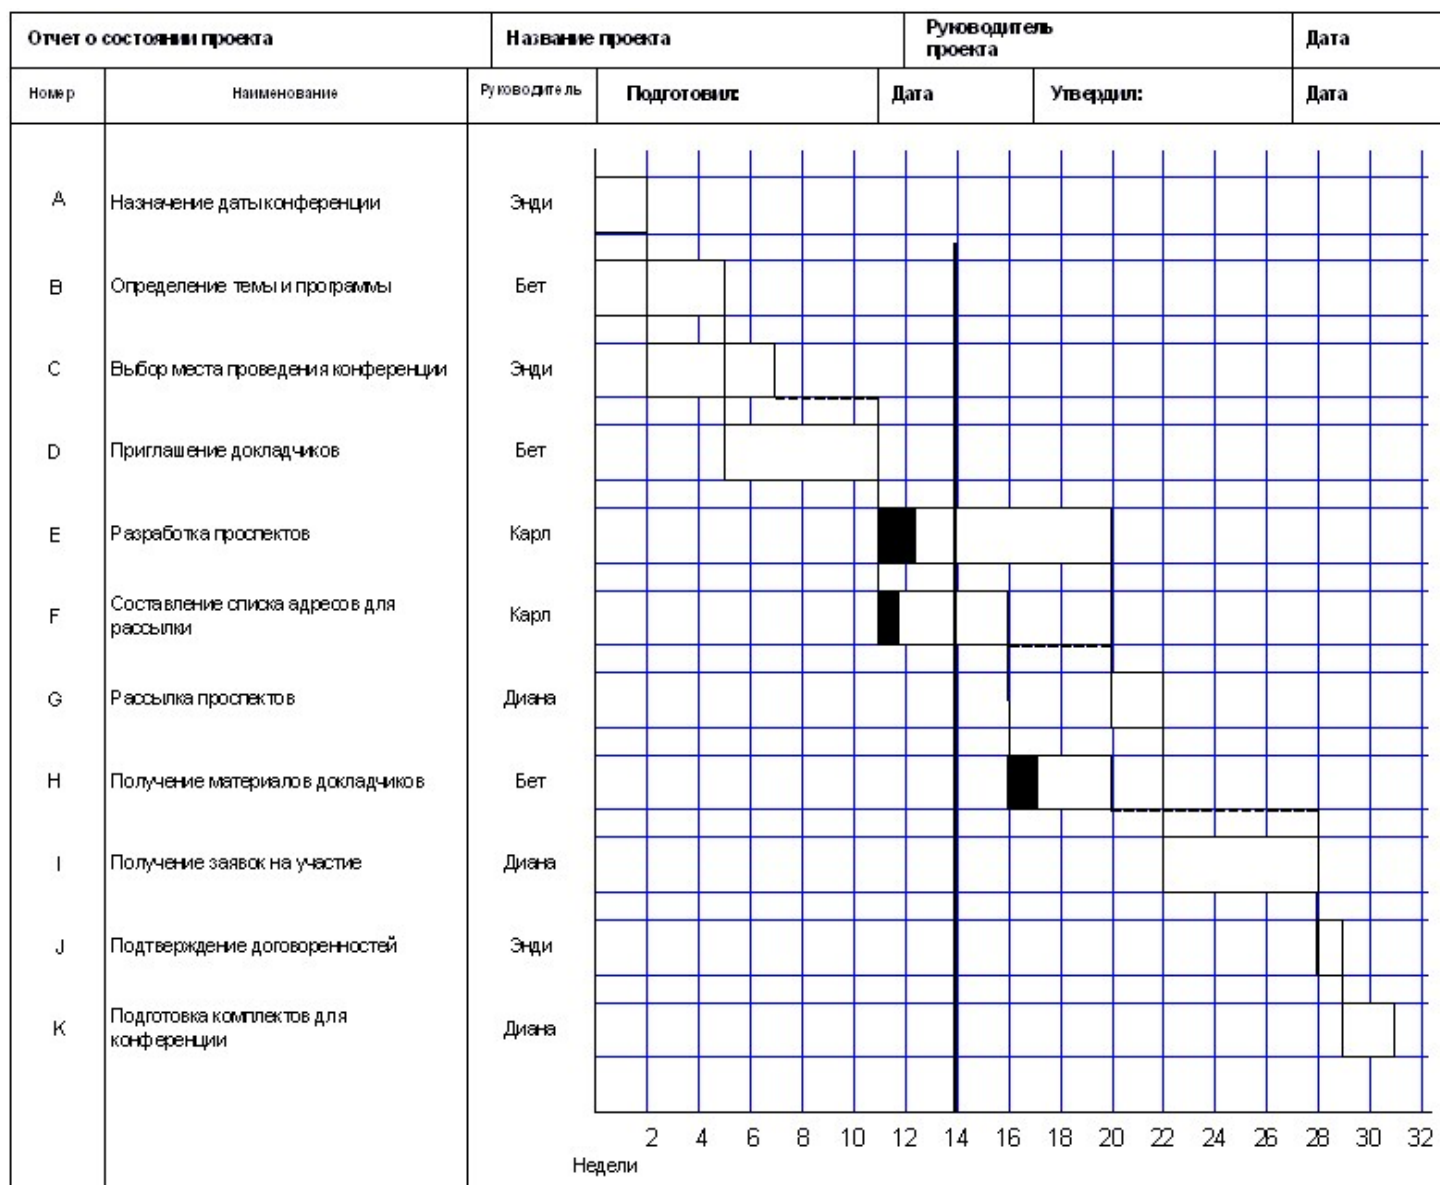 Отчет о состоянии проекта
Название проекта
Руководитель
проекта
Дата
Номер
Наименование
Руководитель
Подготовил:
Дата
Утвердил:
Дата
A
Назначение даты конференции
Энди
B
Определение темы и программы
Бет
C
Выбор места проведения конференции
Энди
D
Приглашение докладчиков
Бет
E
Разработка проспектов
Карл
F
Составление списка адресов для
рассылки
Карл
G
Рассылка проспектов
Диана
H
Получение материалов докладчиков
Бет
I
Получение заявок на участие
Диана
J
Подтверждение договоренностей
Энди
K
Подготовка комплектов для
конференции
Диана
2 4 6 8 10 12 14 16 18 20 22 24 26 28 30 32
Недели